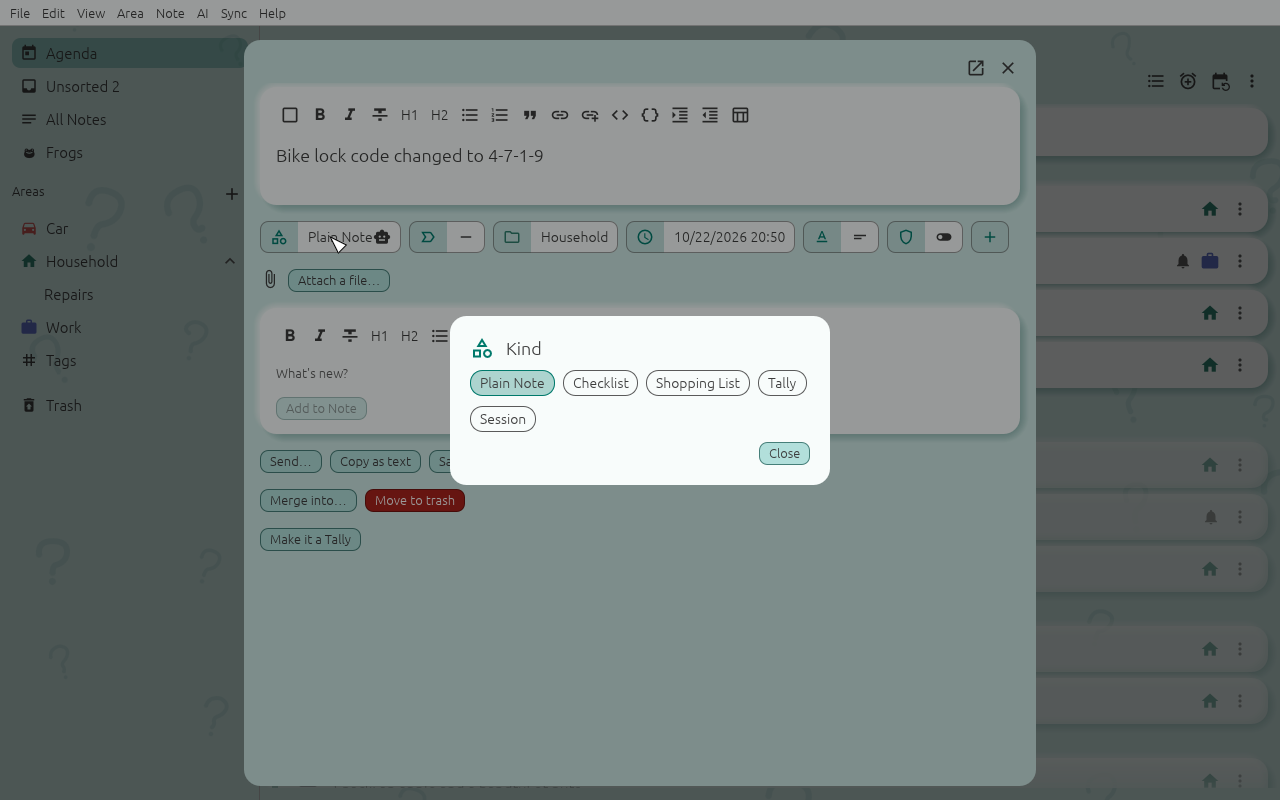 File Edit View Area Note AI Sync Help
Agenda
Unsorted 2
All Notes
Frogs
Areas
Car
Household
Repairs
Work
Tags
Trash
H1 H2
Bike lock code changed to 4-7-1-9
Plain Note Household 10/22/2026 20:50
Attach a file…
H1 H2
What's new?
Add to Note
Send… Copy as text
Merge into… Move to trash
Make it a Tally
Kind
Plain Note Checklist Shopping List Tally
Session
Close